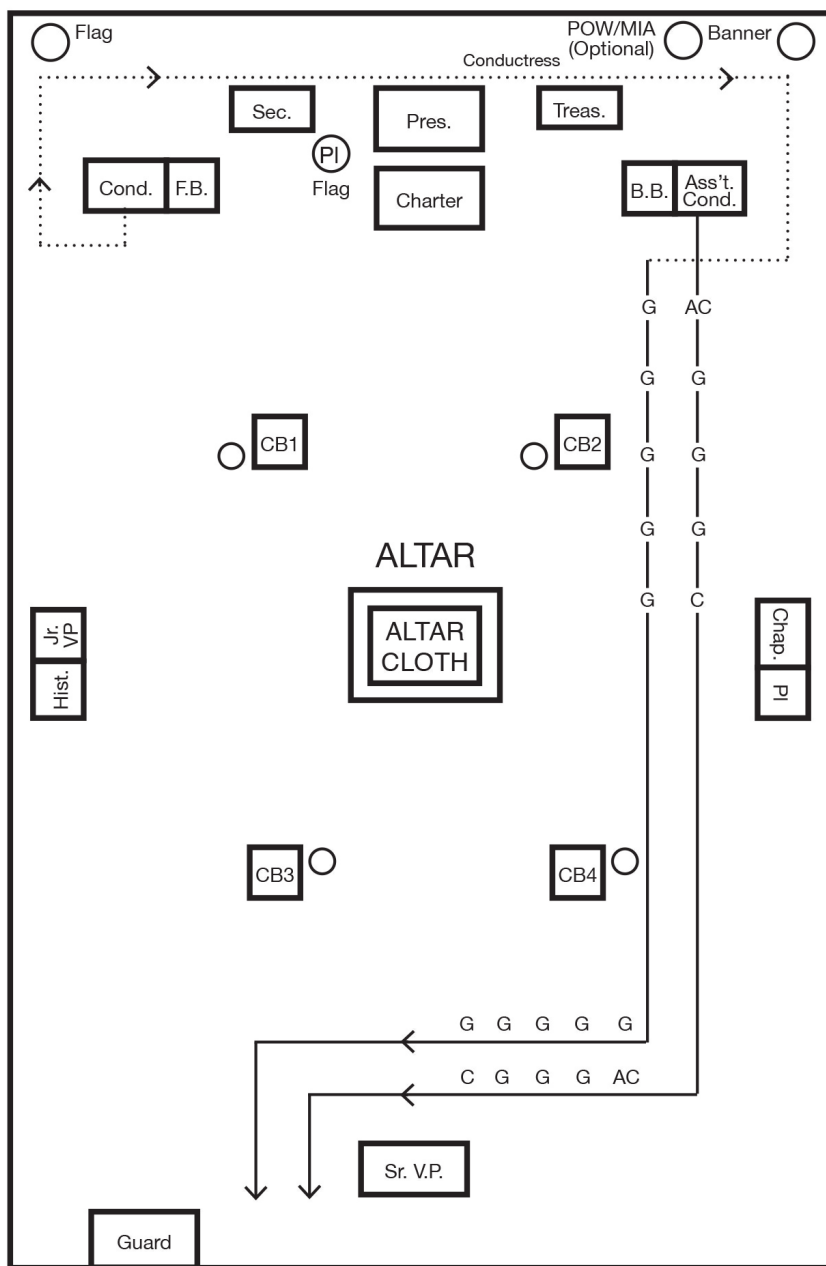 Flag
POW/MIA
(Optional)
Banner
Conductress
Sec.
Pres.
Treas.
PI
Flag
Cond.
F.B.
Charter
B.B.
Ass't.
Cond.
G AC
G G
CB1
CB2
G G
G G
G C
ALTAR
ALTAR
CLOTH
Jr.
VP
Hist.
Chap.
PI
CB3
CB4
G G G G G
C G G G AC
Sr. V.P.
Guard